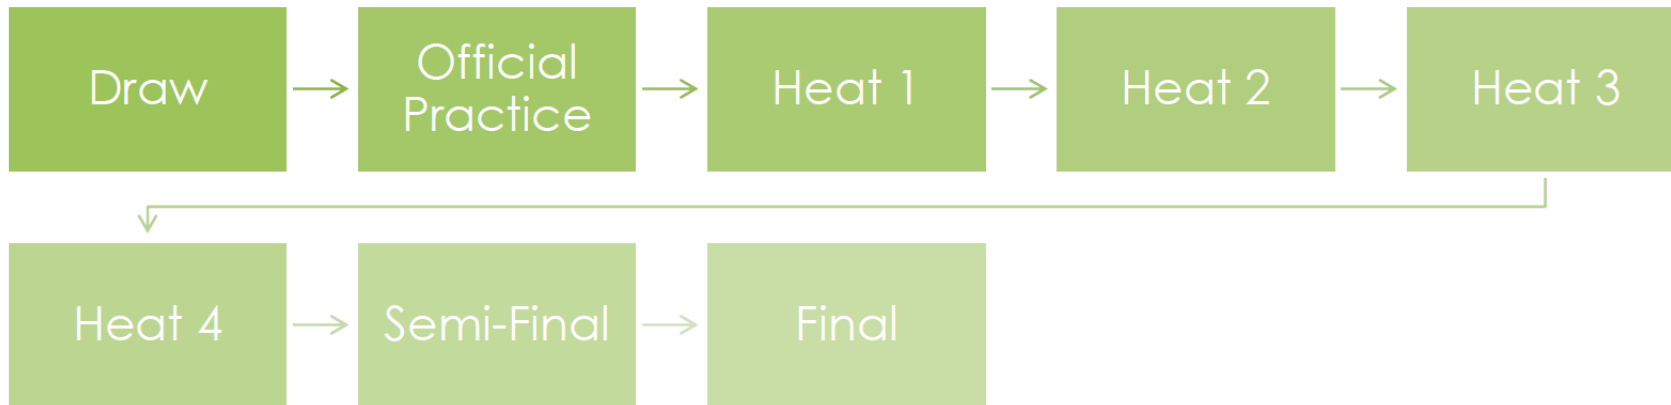 Draw
Official
Practice
Heat 1
Heat 2
Heat 3
Heat 4
Semi-Final
Final